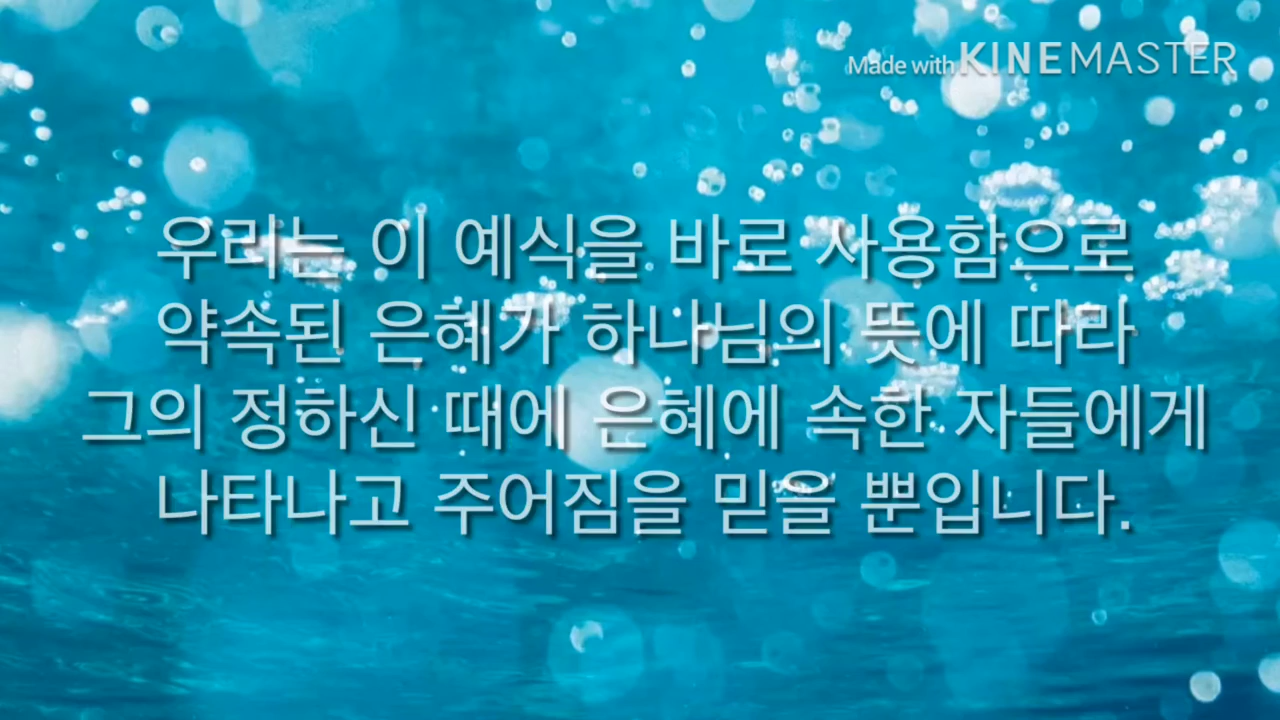 Made with KINEMASTER
우리는 이 예식을 바로 사용함으로
약속된 은혜가 하나님의 뜻에 따라
그의 정하신 때에 은혜에 속한 자들에게
나타나고 주어짐을 믿을 뿐입니다.